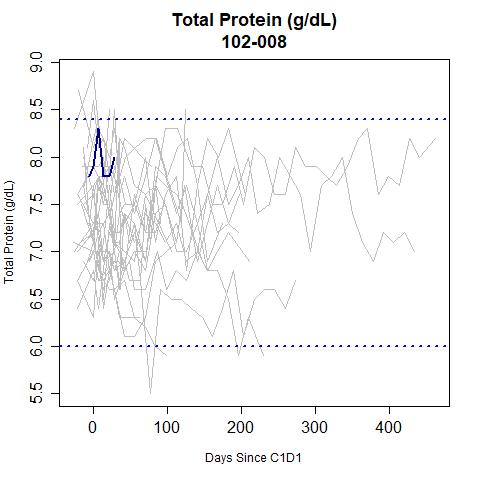 Total Protein (g/dL)
102-008
Total Protein (g/dL)
9.0
8.5
8.0
7.5
7.0
6.5
6.0
5.5
0 100 200 300 400
Days Since C1D1